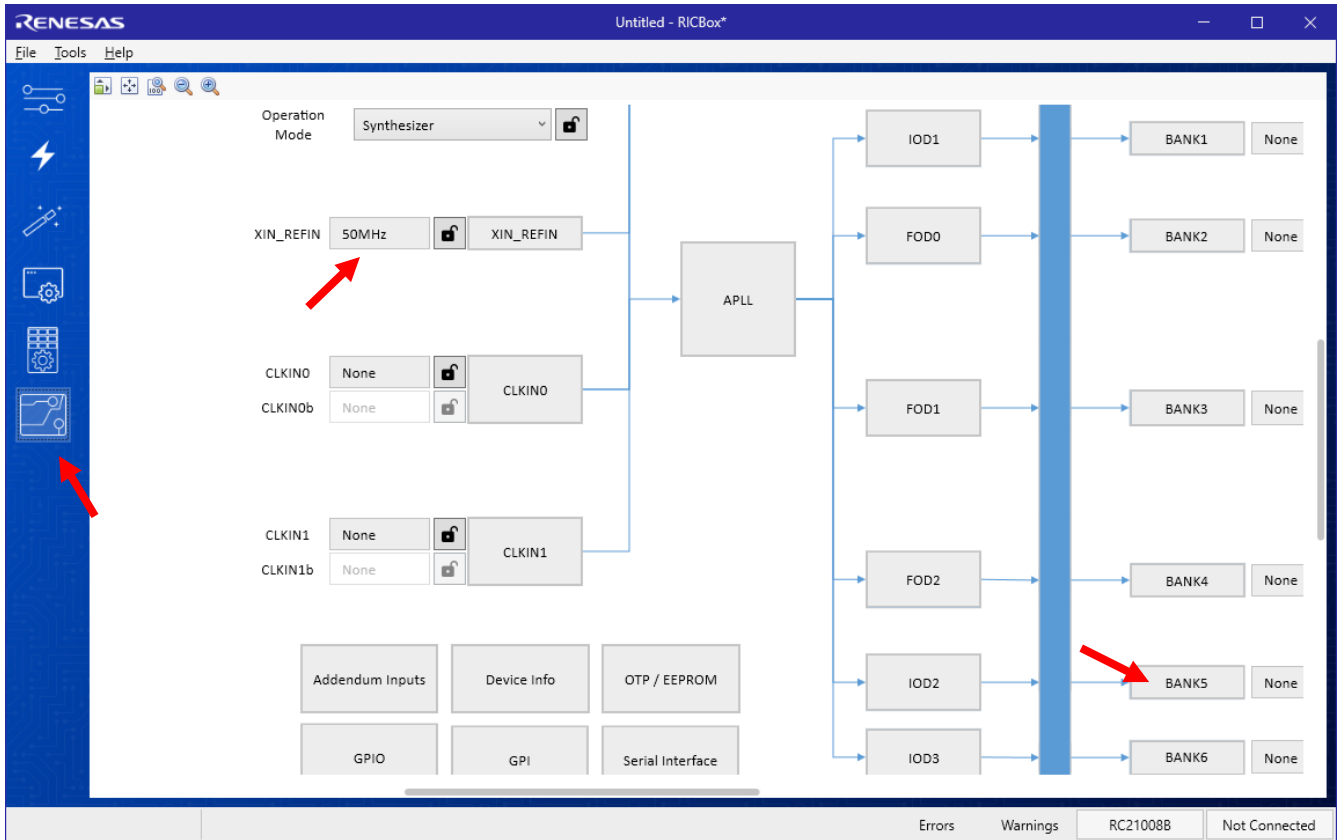 RENESAS
Untitled - RICBox*
File Tools Help
100
Operation
Mode
Synthesizer
XIN_REFIN 50MHz XIN_REFIN
CLKIN0 None
CLKIN0
CLKIN0b None
CLKIN1 None
CLKIN1
CLKIN1b None
Addendum Inputs Device Info OTP / EEPROM
GPIO GPI Serial Interface
APLL
IOD1
FOD0
FOD1
FOD2
IOD2
IOD3
BANK1 None
BANK2 None
BANK3 None
BANK4 None
BANK5 None
BANK6 None
Errors Warnings RC21008B Not Connected